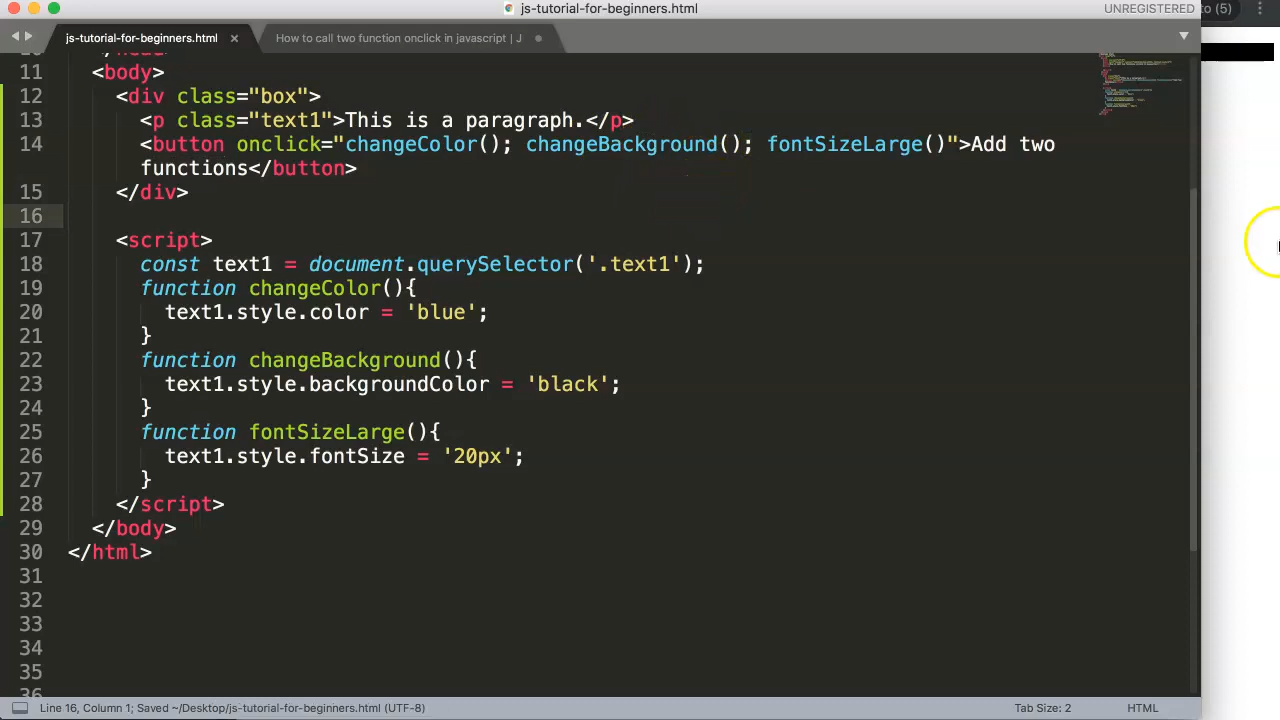 js-tutorial-for-beginners.html
UNREGISTERED
to (5)
js-tutorial-for-beginners.html ×
How to call two function onclick in javascript | J
11 <body>
12 <div class="box">
13 <p class="text1">This is a paragraph.</p>
14 <button onclick="changeColor(); changeBackground(); fontSizeLarge()">Add two
functions</button>
15 </div>
16
17 <script>
18 const text1 = document.querySelector('.text1');
19 function changeColor(){
20 text1.style.color = 'blue';
21 }
22 function changeBackground(){
23 text1.style.backgroundColor = 'black';
24 }
25 function fontSizeLarge(){
26 text1.style.fontSize = '20px';
27 }
28 </script>
29 </body>
30 </html>
31
32
33
34
35
36
Line 16, Column 1; Saved ~/Desktop/js-tutorial-for-beginners.html (UTF-8)
Tab Size: 2
HTML